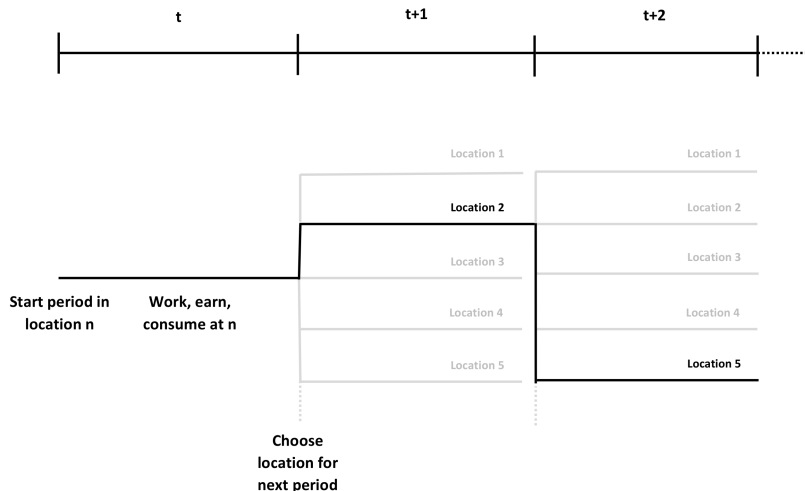 t
t+1
t+2
Location 1
Location 1
Location 2
Location 2
Location 3
Location 3
Start period in
location n
Work, earn,
consume at n
Location 4
Location 4
Location 5
Location 5
Choose
location for
next period